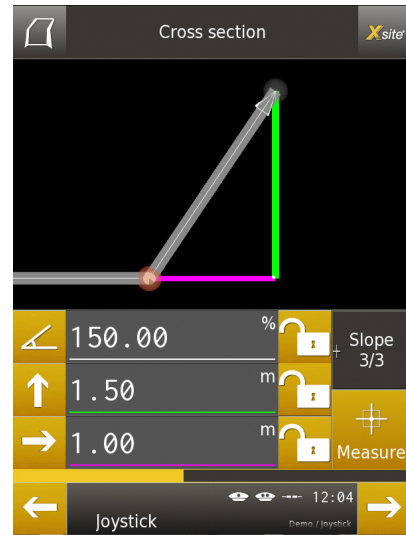 Cross section
Xsite
150.00 %
Slope
3/3
1.50 m
1.00 m
Measure
12:04
Joystick
Demo / Joystick